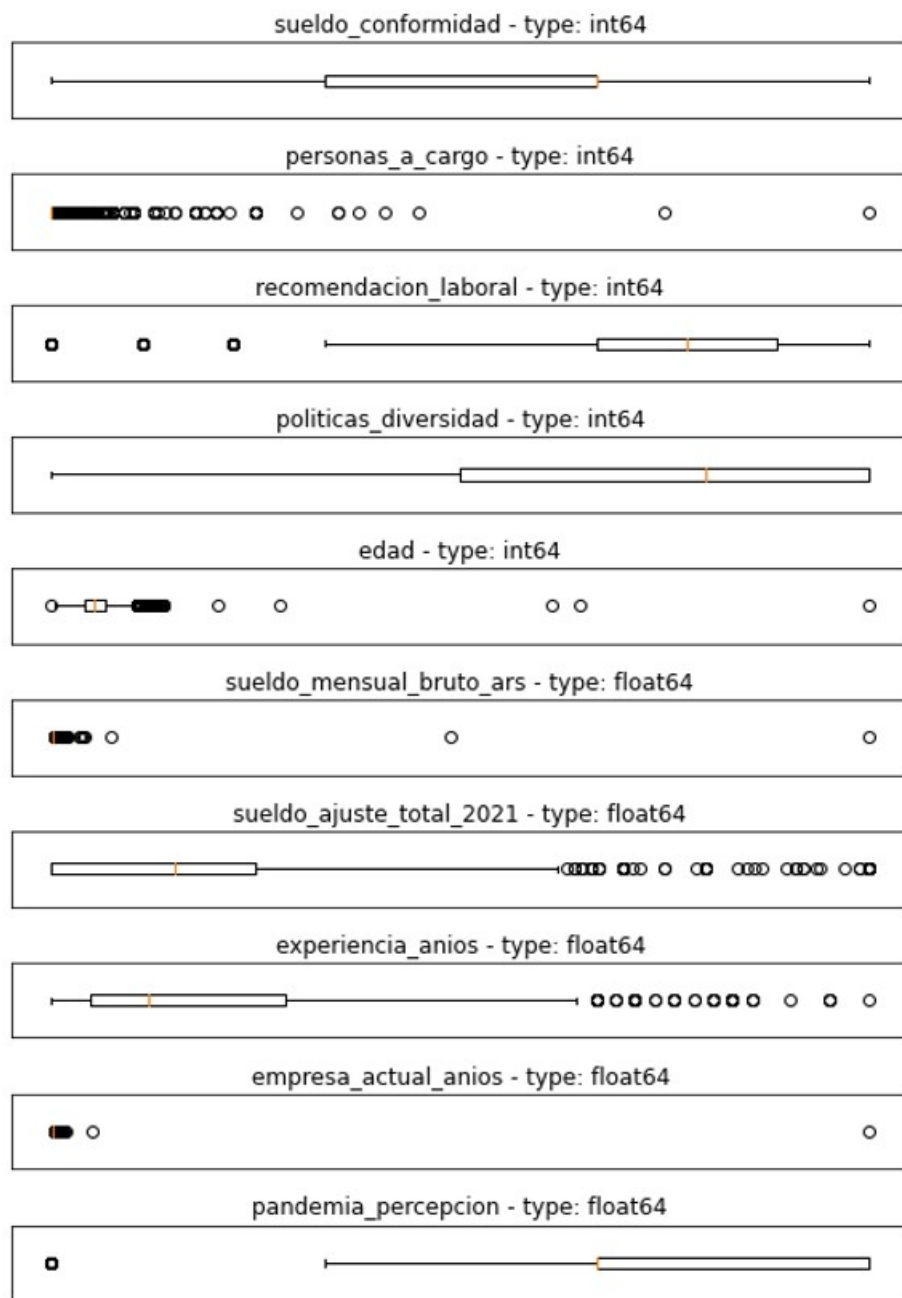 sueldo_conformidad - type: int64
personas_a_cargo - type: int64
recomendacion_laboral - type: int64
politicas_diversidad - type: int64
edad - type: int64
sueldo_mensual_bruto_ars - type: float64
sueldo_ajuste_total_2021 - type: float64
experiencia_anios - type: float64
empresa_actual_anios - type: float64
pandemia_percepcion - type: float64